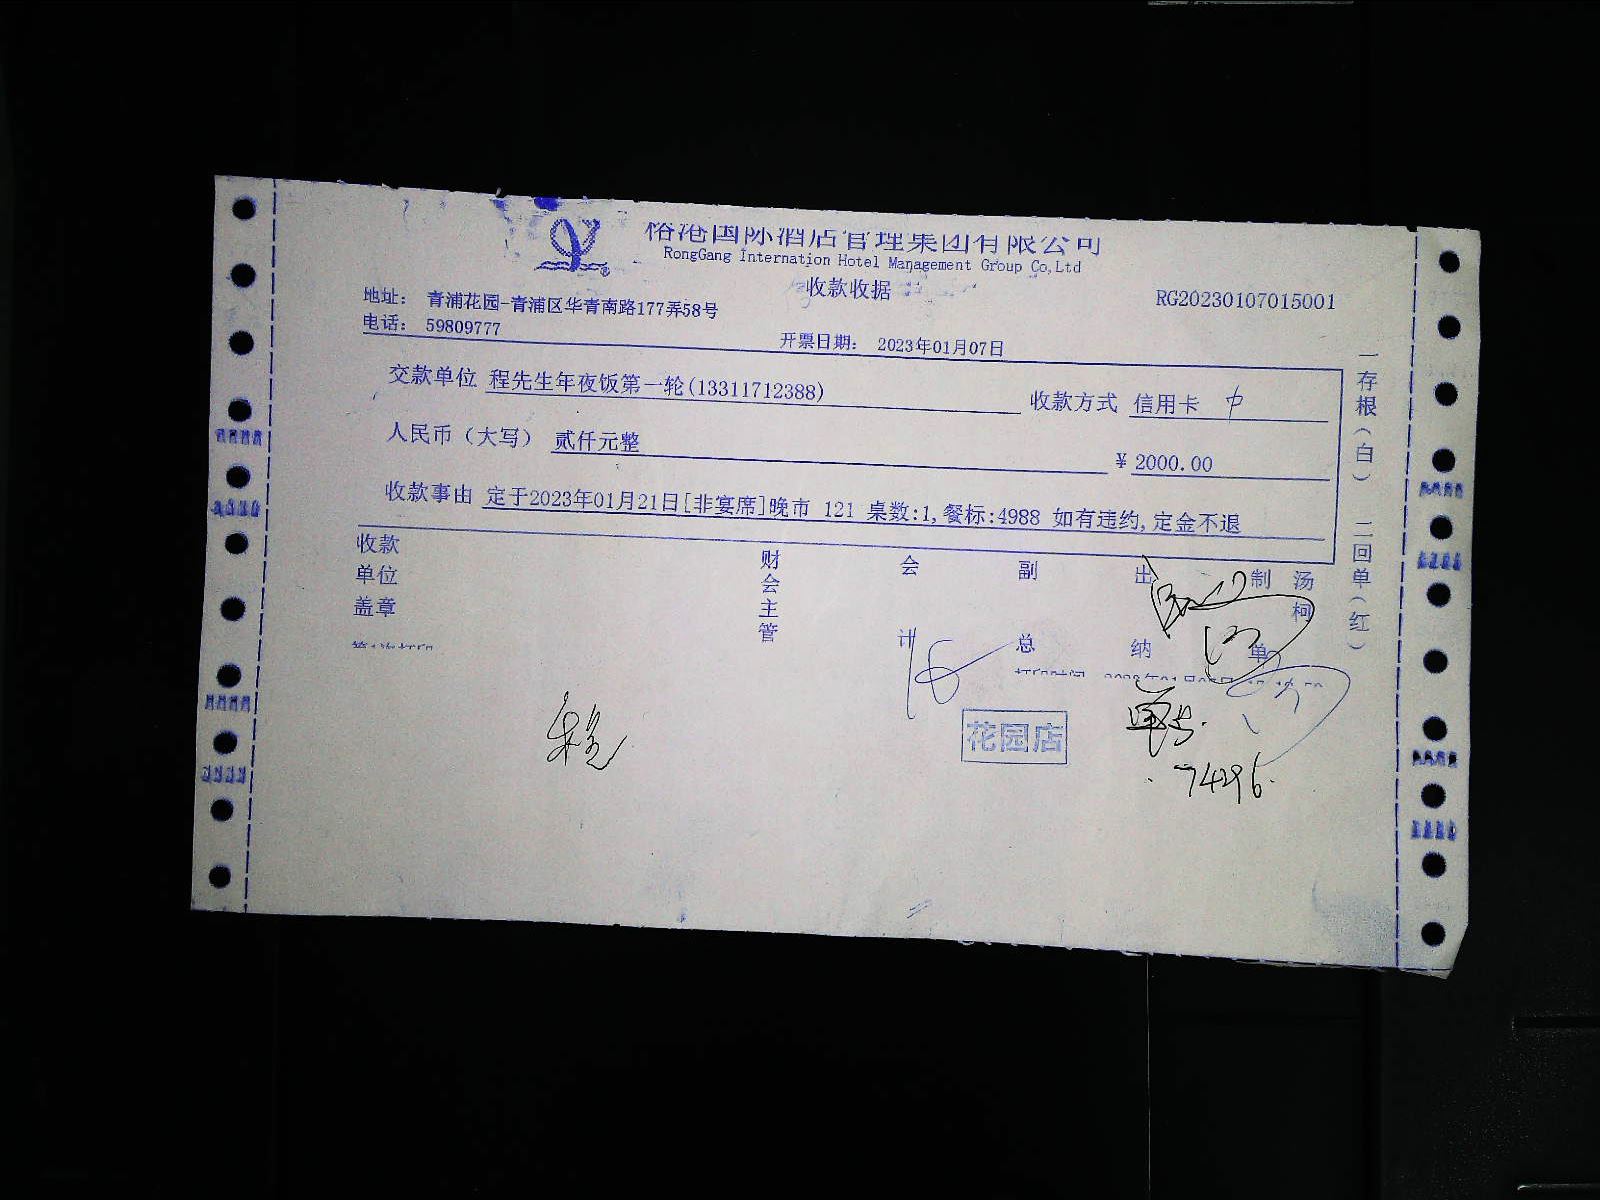 裕港国际酒店管理集团有限公司
RongGang Internation Hotel Management Group Co,Ltd
收款收据
RG20230107015001
地址: 青浦花园-青浦区华青南路177弄58号
电话: 59809777
开票日期: 2023年01月07日
交款单位 程先生年夜饭第一轮(13311712388)
收款方式 信用卡 中
人民币(大写) 贰仟元整
¥ 2000.00
收款事由 定于2023年01月21日[非宴席]晚市 121 桌数:1,餐标:4988 如有违约,定金不退
收款单位盖章
财会主管
会计
副总
出纳
制单
汤柯
一存根(白) 二回单(红)
花园店
74296